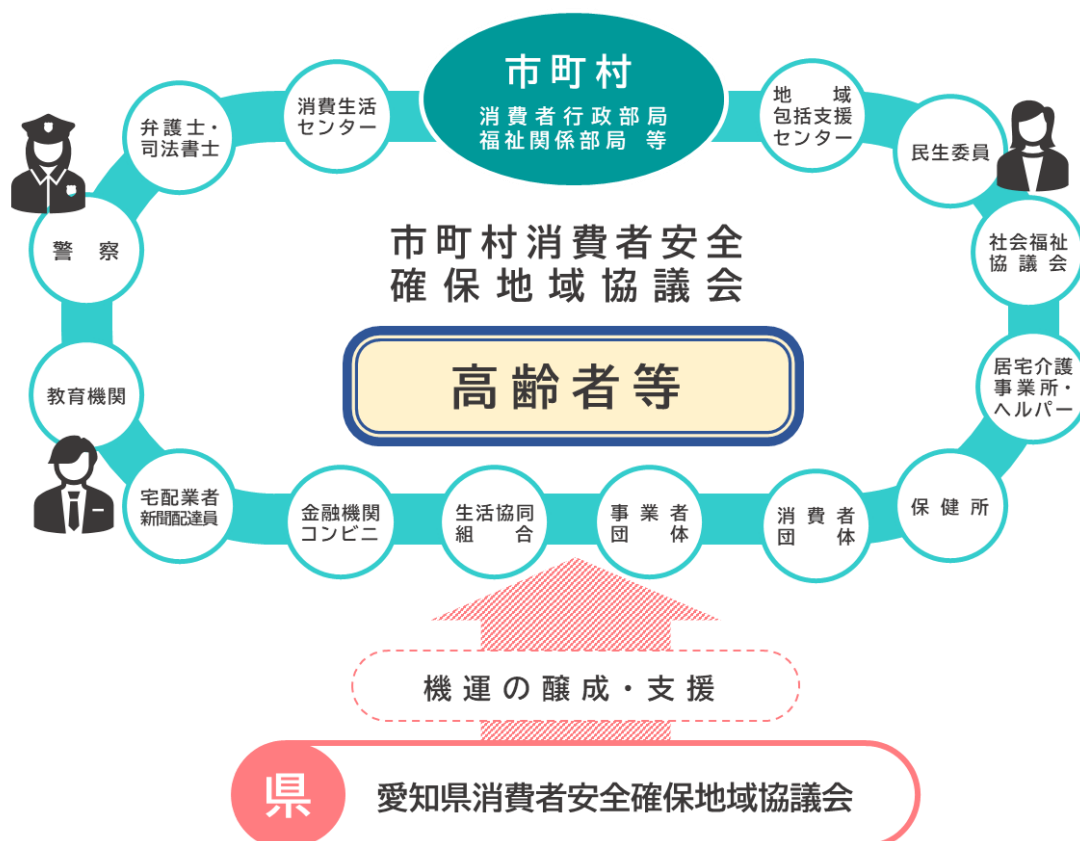 市町村
消費者行政部局
福祉関係部局 等
消費生活
センター
地域
包括支援
センター
弁護士・
司法書士
民生委員
警察
社会福祉
協議会
市町村消費者安全
確保地域協議会
高齢者等
教育機関
居宅介護
事業所・
ヘルパー
宅配業者
新聞配達員
金融機関
コンビニ
生活協同
組合
事業者
団体
消費者
団体
保健所
機運の醸成・支援
県
愛知県消費者安全確保地域協議会